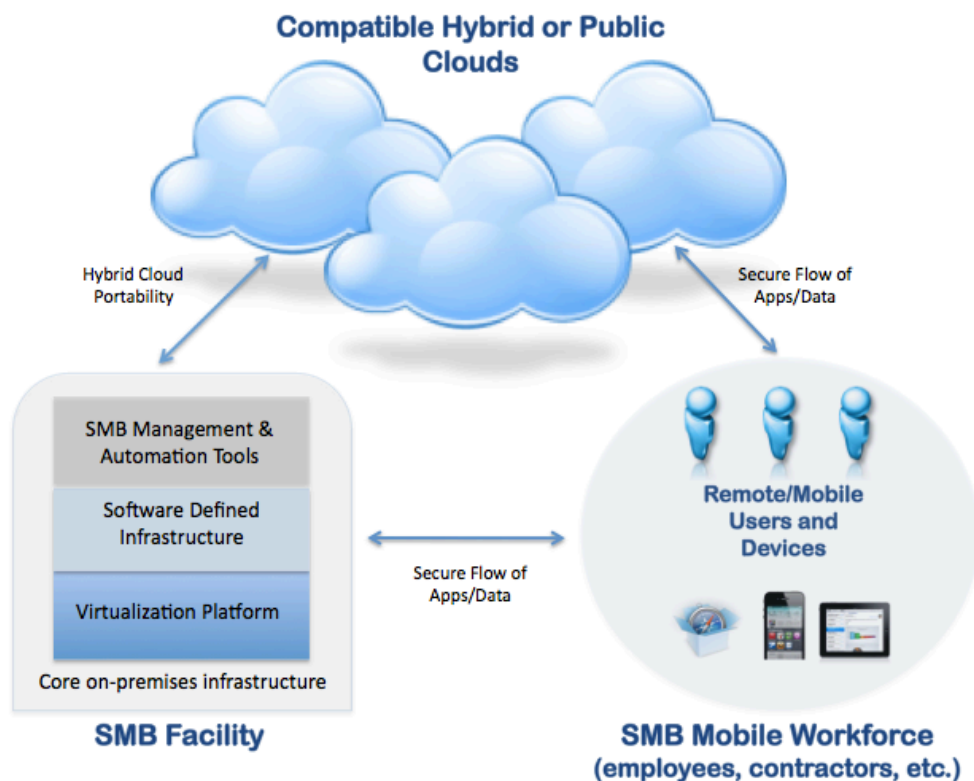 Compatible Hybrid or Public
Clouds
Hybrid Cloud
Portability
Secure Flow of
Apps/Data
SMB Management &
Automation Tools
Software Defined
Infrastructure
Virtualization Platform
Core on-premises infrastructure
SMB Facility
Secure Flow of
Apps/Data
Remote/Mobile
Users and
Devices
SMB Mobile Workforce
(employees, contractors, etc.)